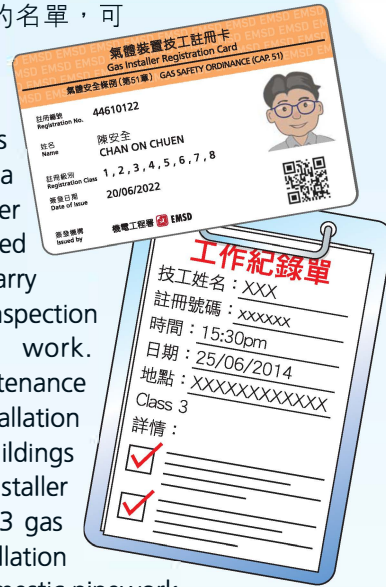 的名單，可
氣體裝置技工註冊卡
Gas Installer Registration Card
氣體安全條例(第51章) GAS SAFETY ORDINANCE (CAP. 51)
註冊編號 44610122
Registration No.
姓名 陳安全
Name CHAN ON CHUEN
註冊級別 1,2,3,4,5,6,7,8
Registration Class
簽發日期 20/06/2022
Date of Issue
簽發機構 機電工程署 EMSD
Issued by
s
a
er
ed
arry
nspection
work.
tenance
allation
ildings
staller
3 gas
llation
工作紀錄單
技工姓名：XXX
註冊號碼：xxxxxx
時間：15:30pm
日期：25/06/2014
地點：XXXXXXXXXXXX
Class 3
詳情：